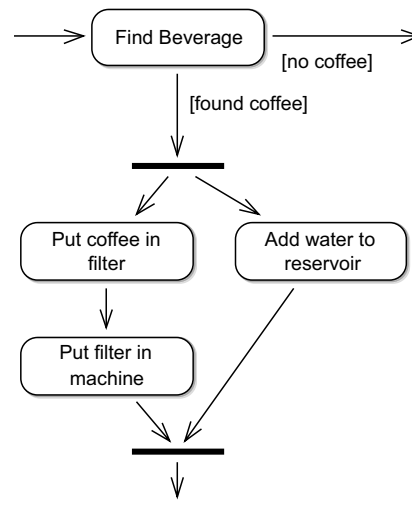 Find Beverage
[no coffee]
[found coffee]
Put coffee in
filter
Add water to
reservoir
Put filter in
machine